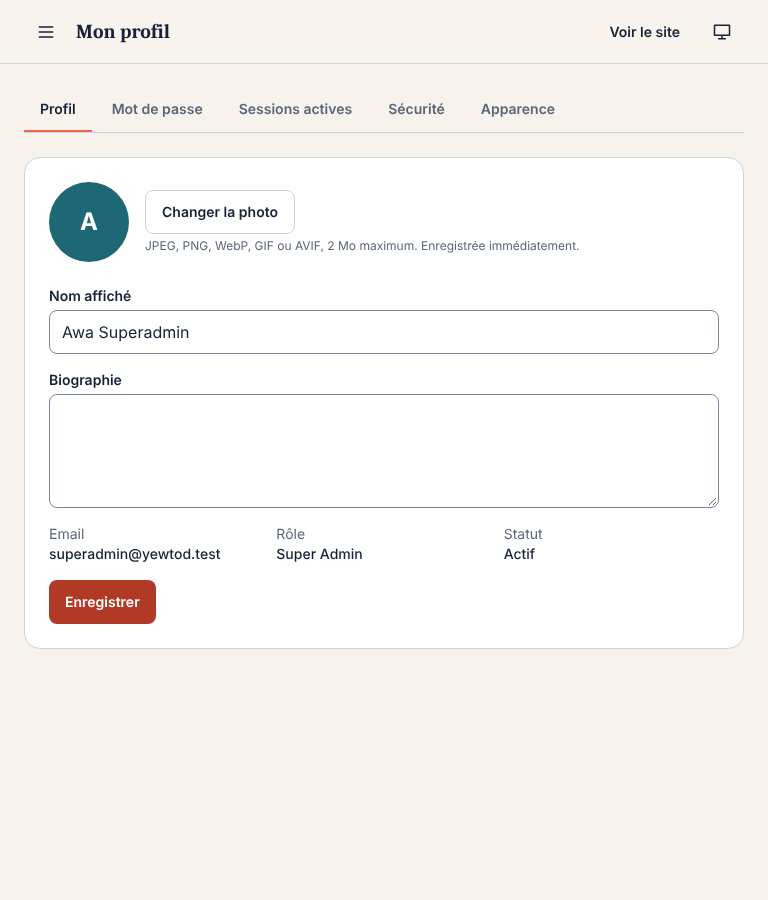 Mon profil
Voir le site
Profil
Mot de passe
Sessions actives
Sécurité
Apparence
A
Changer la photo
JPEG, PNG, WebP, GIF ou AVIF, 2 Mo maximum. Enregistrée immédiatement.
Nom affiché
Awa Superadmin
Biographie
Email
superadmin@yewtod.test
Rôle
Super Admin
Statut
Actif
Enregistrer